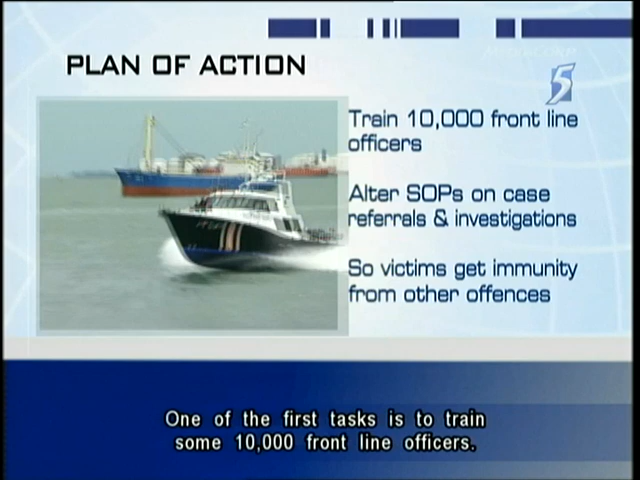 MEDIACORP
5
PLAN OF ACTION
Train 10,000 front line
officers
Alter SOPs on case
referrals & investigations
So victims get immunity
from other offences
One of the first tasks is to train
some 10,000 front line officers.